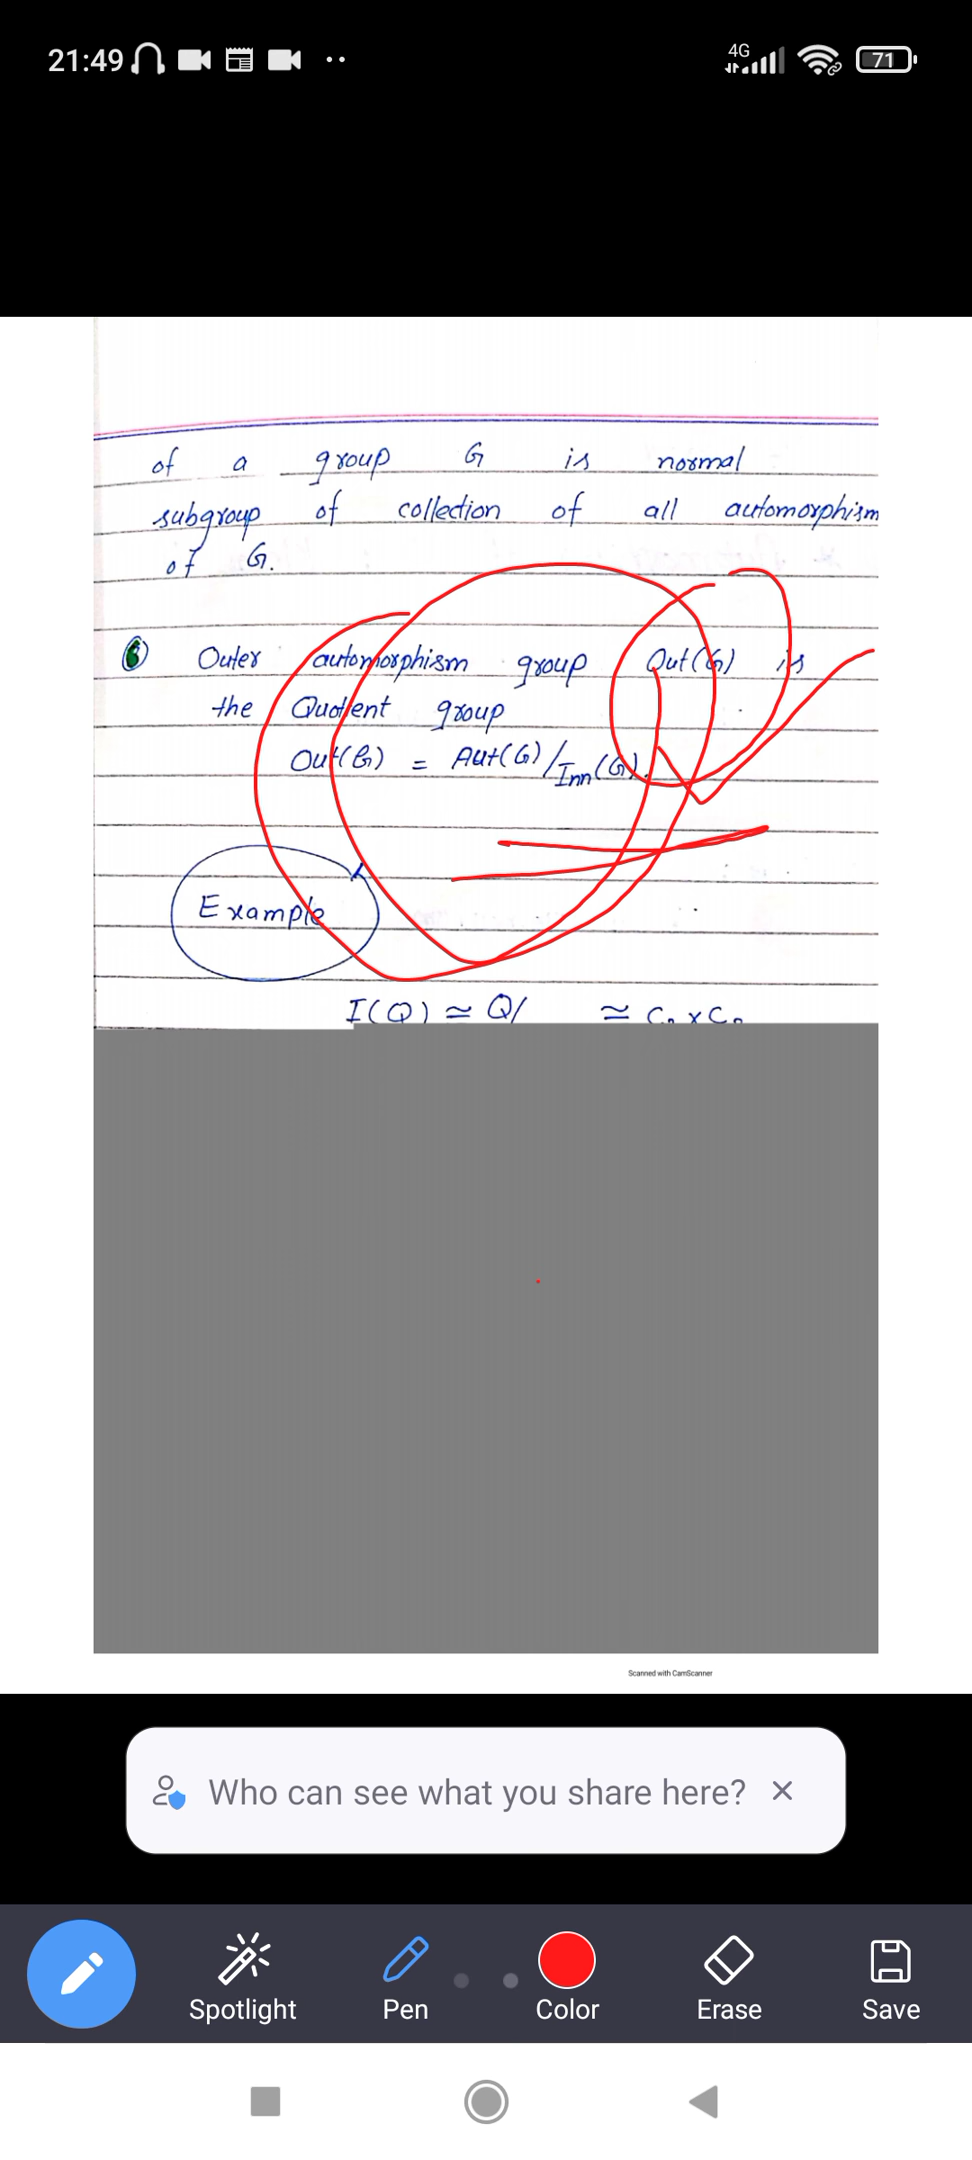 21:49
4G
71
of a group G is normal
subgroup of collection of all automorphism
of G.
6 Outer automorphism group Out(G) is
the Quotient group
Out(G) = Aut(G)/Inn(G).
Example
I(Q) ≃ Q/ ≃ C₂ × C₂
Scanned with CamScanner
Who can see what you share here?
Spotlight Pen Color Erase Save